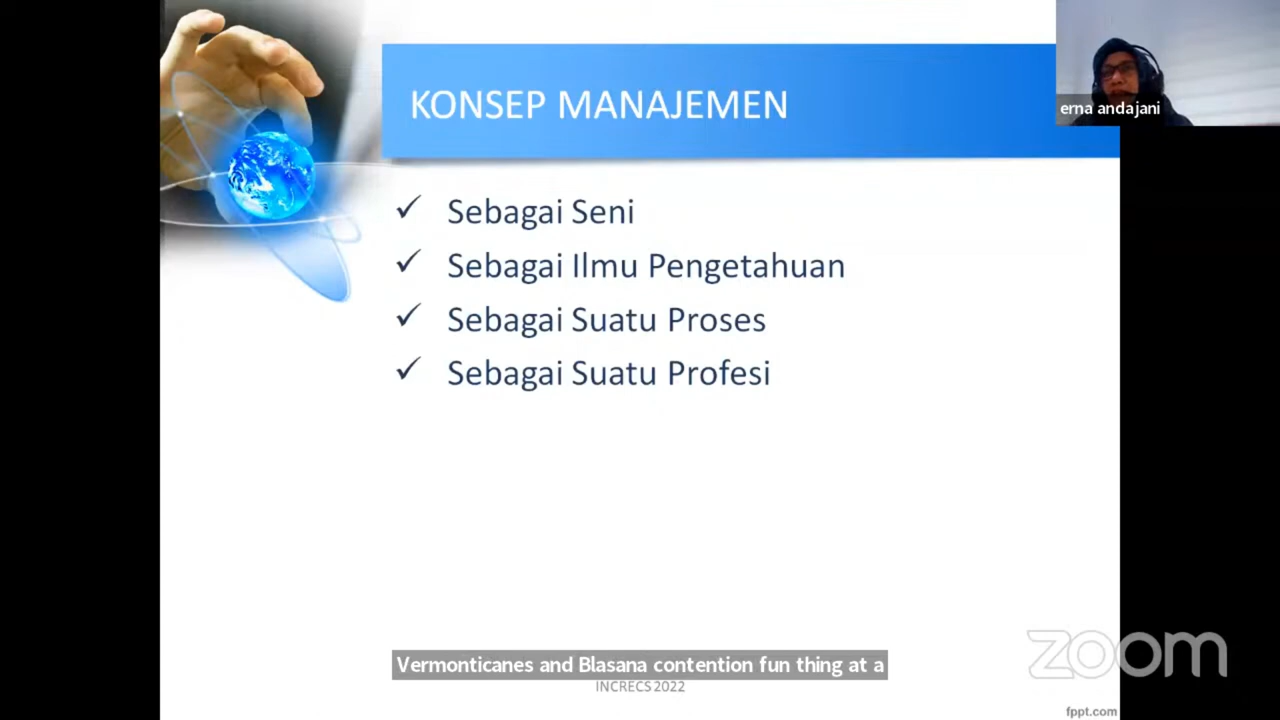 KONSEP MANAJEMEN
erna andajani
✓ Sebagai Seni
✓ Sebagai Ilmu Pengetahuan
✓ Sebagai Suatu Proses
✓ Sebagai Suatu Profesi
Vermonticanes and Blasana contention fun thing at a
INCRECS 2022
zoom
fppt.com